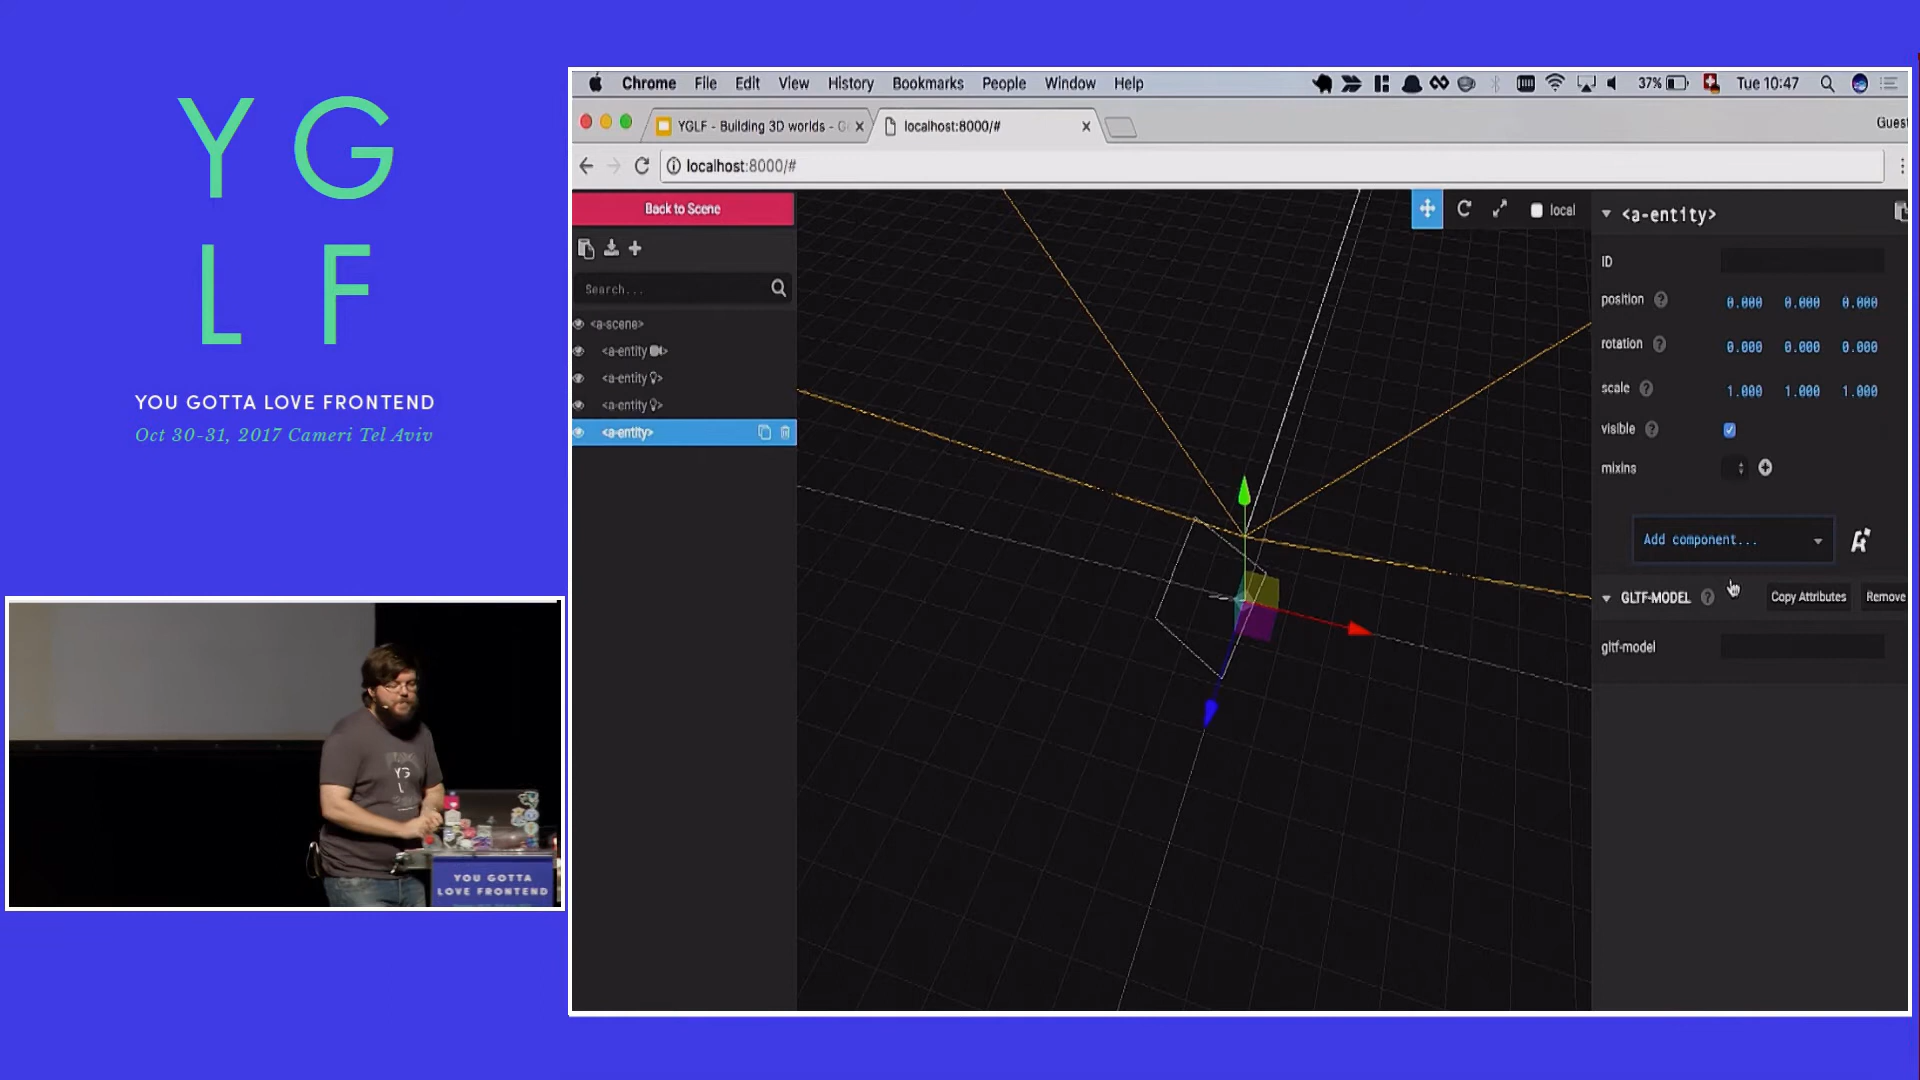 Y G
L F
YOU GOTTA LOVE FRONTEND
Oct 30-31, 2017 Cameri Tel Aviv
YG
L
YOU GOTTA
LOVE FRONTEND
Chrome File Edit View History Bookmarks People Window Help
37% Tue 10:47
YGLF - Building 3D worlds - G
localhost:8000/#
Guest
localhost:8000/#
Back to Scene
local
Search...
<a-scene>
<a-entity >
<a-entity >
<a-entity >
<a-entity>
<a-entity>
ID
position 0.000 0.000 0.000
rotation 0.000 0.000 0.000
scale 1.000 1.000 1.000
visible
mixins
Add component...
GLTF-MODEL Copy Attributes Remove
gltf-model